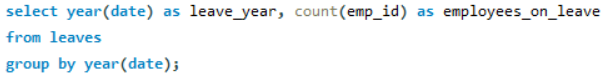 select year(date) as leave_year, count(emp_id) as employees_on_leave
from leaves
group by year(date);